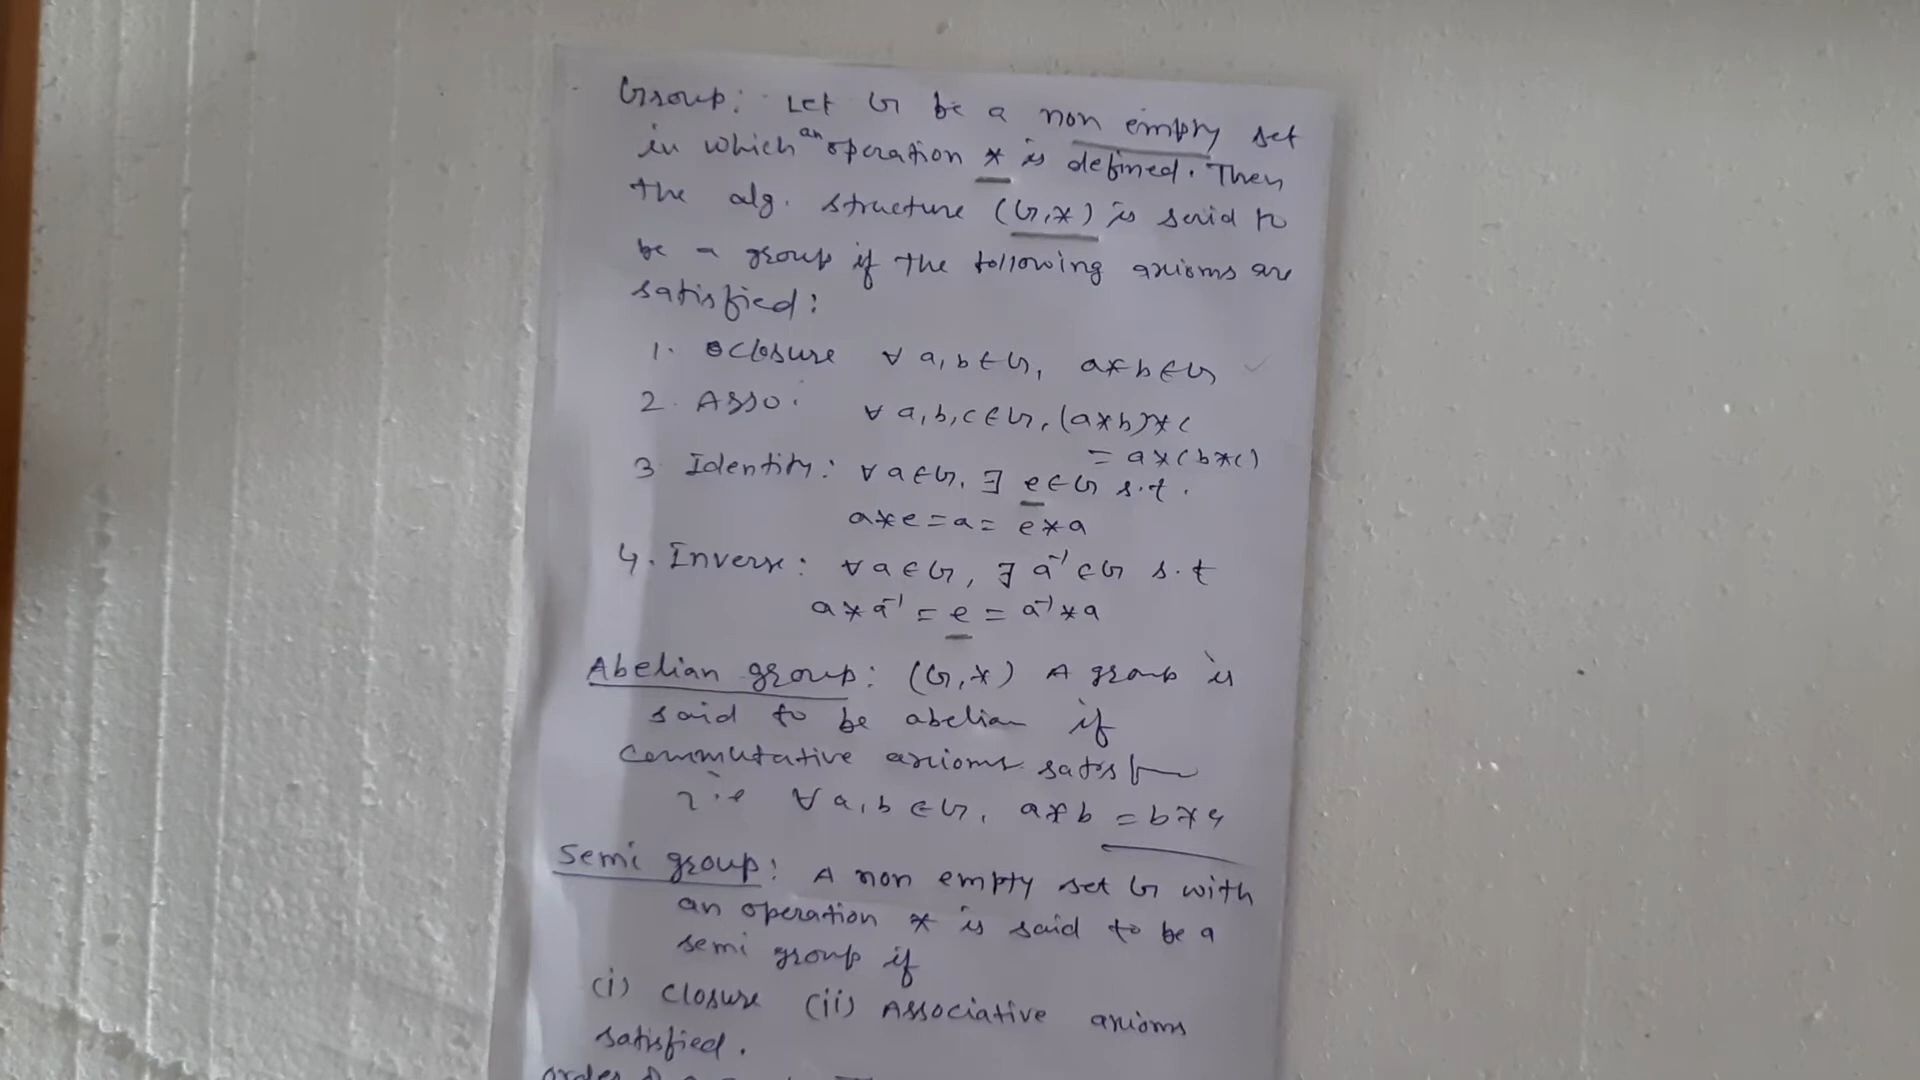 Group: Let G be a non empty set
in which an operation * is defined. Then
the alg. structure (G,*) is said to
be a group if the following axioms are
satisfied:
1. closure ∀ a,b∈G, a*b∈G
2. Asso. ∀ a,b,c∈G, (a*b)*c
= a*(b*c)
3 Identity: ∀ a∈G, ∃ e∈G s.t.
a*e=a= e*a
4. Inverse: ∀ a∈G, ∃ a⁻¹∈G s.t
a*a⁻¹ = e = a⁻¹*a
Abelian group: (G,*) A group is
said to be abelian if
commutative axioms satisfy
i.e ∀ a,b∈G, a*b = b*a
Semi group: A non empty set G with
an operation * is said to be a
semi group if
(i) closure (ii) Associative axioms
satisfied.